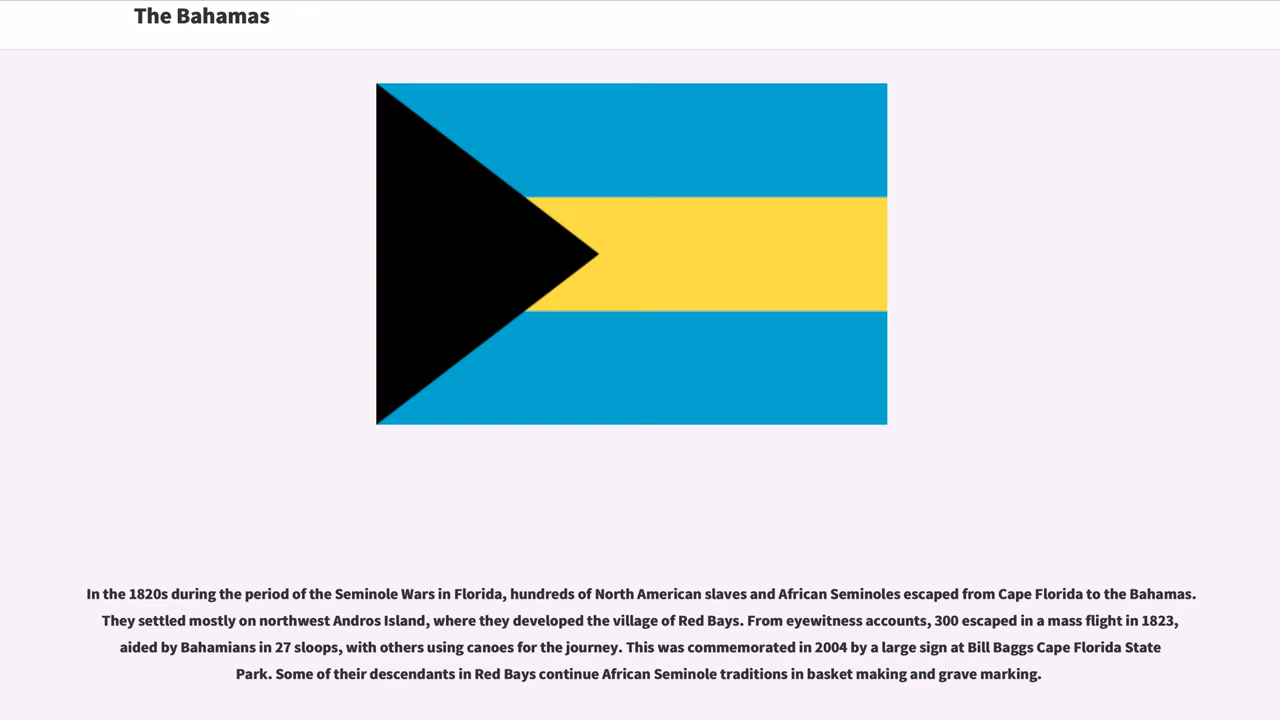 The Bahamas
In the 1820s during the period of the Seminole Wars in Florida, hundreds of North American slaves and African Seminoles escaped from Cape Florida to the Bahamas.
They settled mostly on northwest Andros Island, where they developed the village of Red Bays. From eyewitness accounts, 300 escaped in a mass flight in 1823,
aided by Bahamians in 27 sloops, with others using canoes for the journey. This was commemorated in 2004 by a large sign at Bill Baggs Cape Florida State
Park. Some of their descendants in Red Bays continue African Seminole traditions in basket making and grave marking.